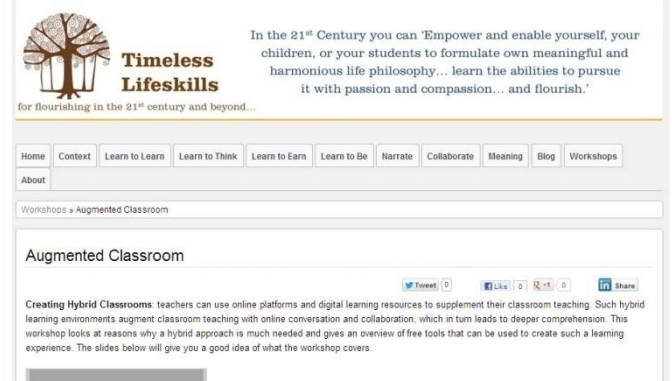 In the 21st Century you can 'Empower and enable yourself, your
children, or your students to formulate own meaningful and
harmonious life philosophy... learn the abilities to pursue
it with passion and compassion... and flourish.'
Timeless
Lifeskills
for flourishing in the 21st century and beyond...
Home Context Learn to Learn Learn to Think Learn to Earn Learn to Be Narrate Collaborate Meaning Blog Workshops
About
Workshops » Augmented Classroom
Augmented Classroom
Tweet 0 Like 0 +1 0 in Share
Creating Hybrid Classrooms: teachers can use online platforms and digital learning resources to supplement their classroom teaching. Such hybrid
learning environments augment classroom teaching with online conversation and collaboration, which in turn leads to deeper comprehension. This
workshop looks at reasons why a hybrid approach is much needed and gives an overview of free tools that can be used to create such a learning
experience. The slides below will give you a good idea of what the workshop covers.